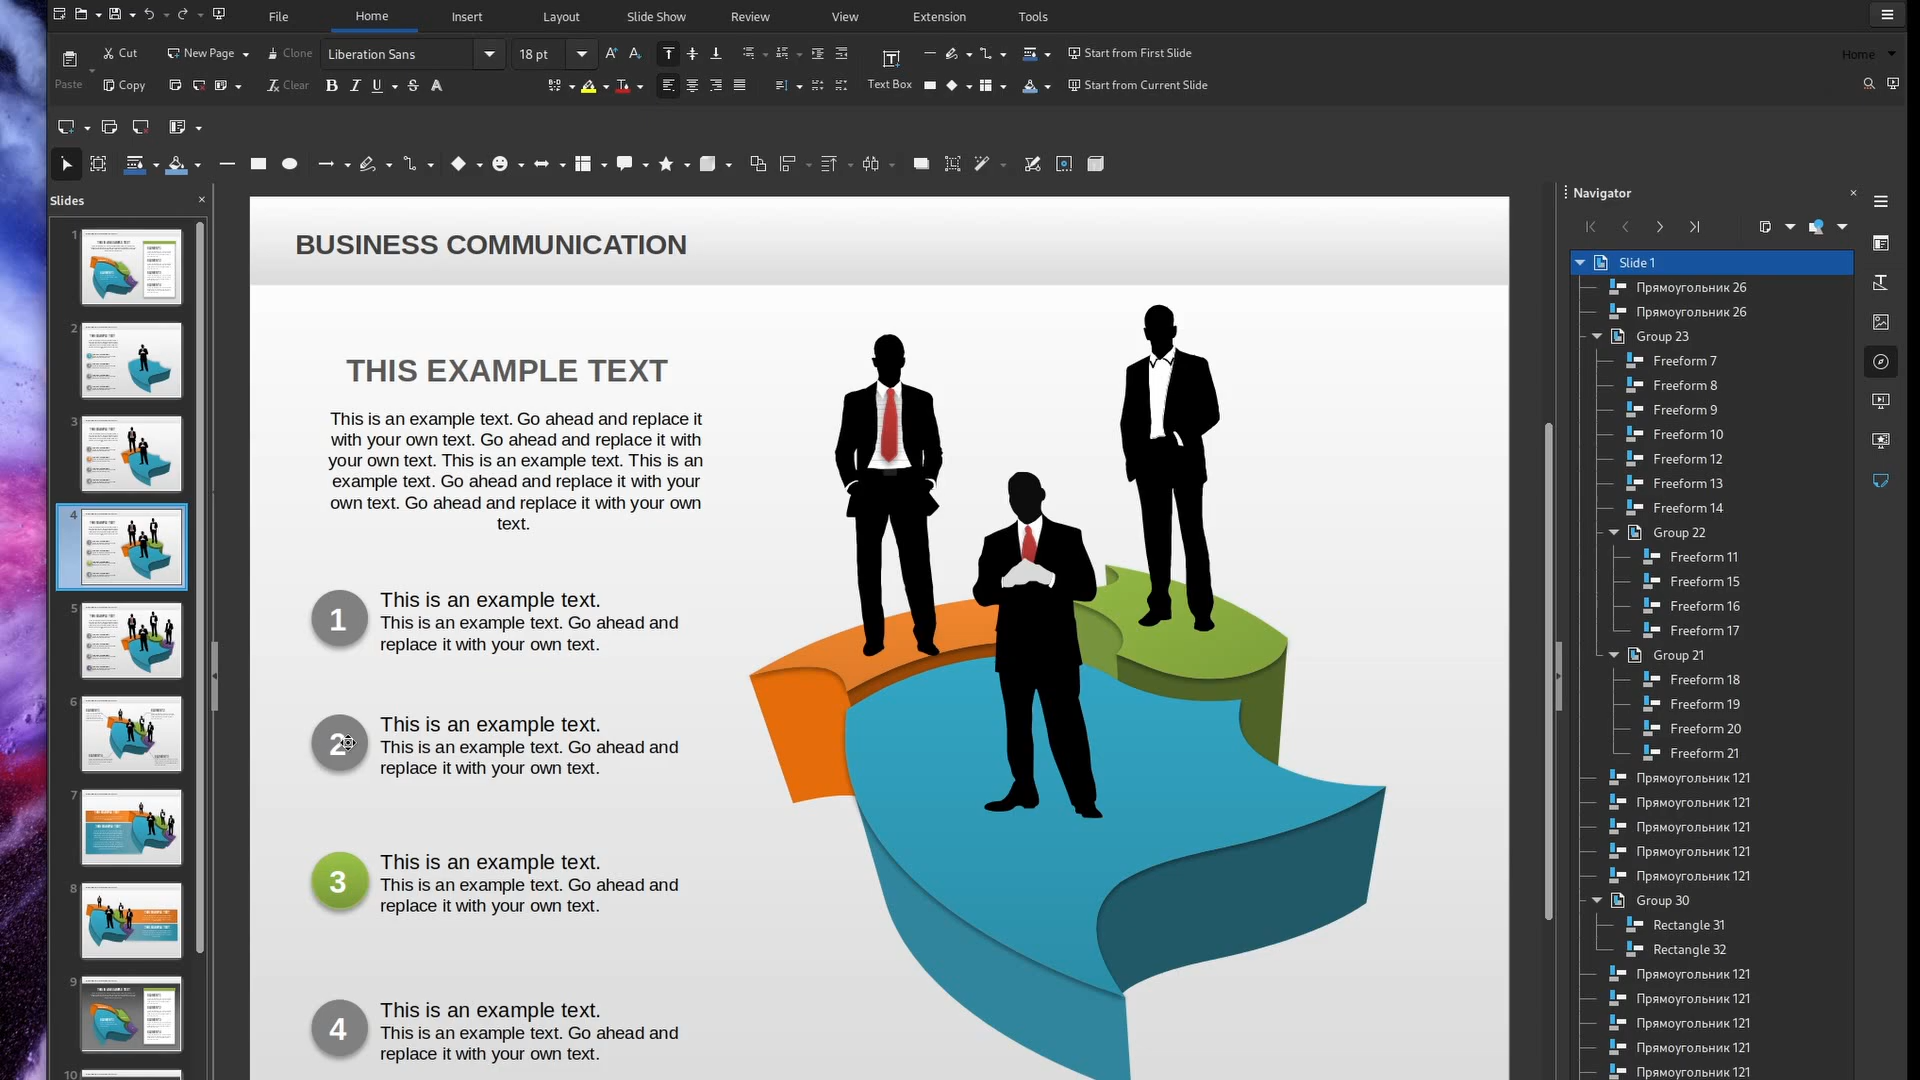 File Home Insert Layout Slide Show Review View Extension Tools
Cut New Page Clone Liberation Sans 18 pt Start from First Slide Home
Paste Copy Clear B I U S A Text Box Start from Current Slide
Slides
1
2
3
4
5
6
7
8
9
10
BUSINESS COMMUNICATION
THIS EXAMPLE TEXT
This is an example text. Go ahead and replace it
with your own text. Go ahead and replace it with
your own text. This is an example text. This is an
example text. Go ahead and replace it with your
own text. Go ahead and replace it with your own
text.
1
This is an example text.
This is an example text. Go ahead and
replace it with your own text.
2
This is an example text.
This is an example text. Go ahead and
replace it with your own text.
3
This is an example text.
This is an example text. Go ahead and
replace it with your own text.
4
This is an example text.
This is an example text. Go ahead and
replace it with your own text.
Navigator
Slide 1
Прямоугольник 26
Прямоугольник 26
Group 23
Freeform 7
Freeform 8
Freeform 9
Freeform 10
Freeform 12
Freeform 13
Freeform 14
Group 22
Freeform 11
Freeform 15
Freeform 16
Freeform 17
Group 21
Freeform 18
Freeform 19
Freeform 20
Freeform 21
Прямоугольник 121
Прямоугольник 121
Прямоугольник 121
Прямоугольник 121
Прямоугольник 121
Group 30
Rectangle 31
Rectangle 32
Прямоугольник 121
Прямоугольник 121
Прямоугольник 121
Прямоугольник 121
Прямоугольник 121